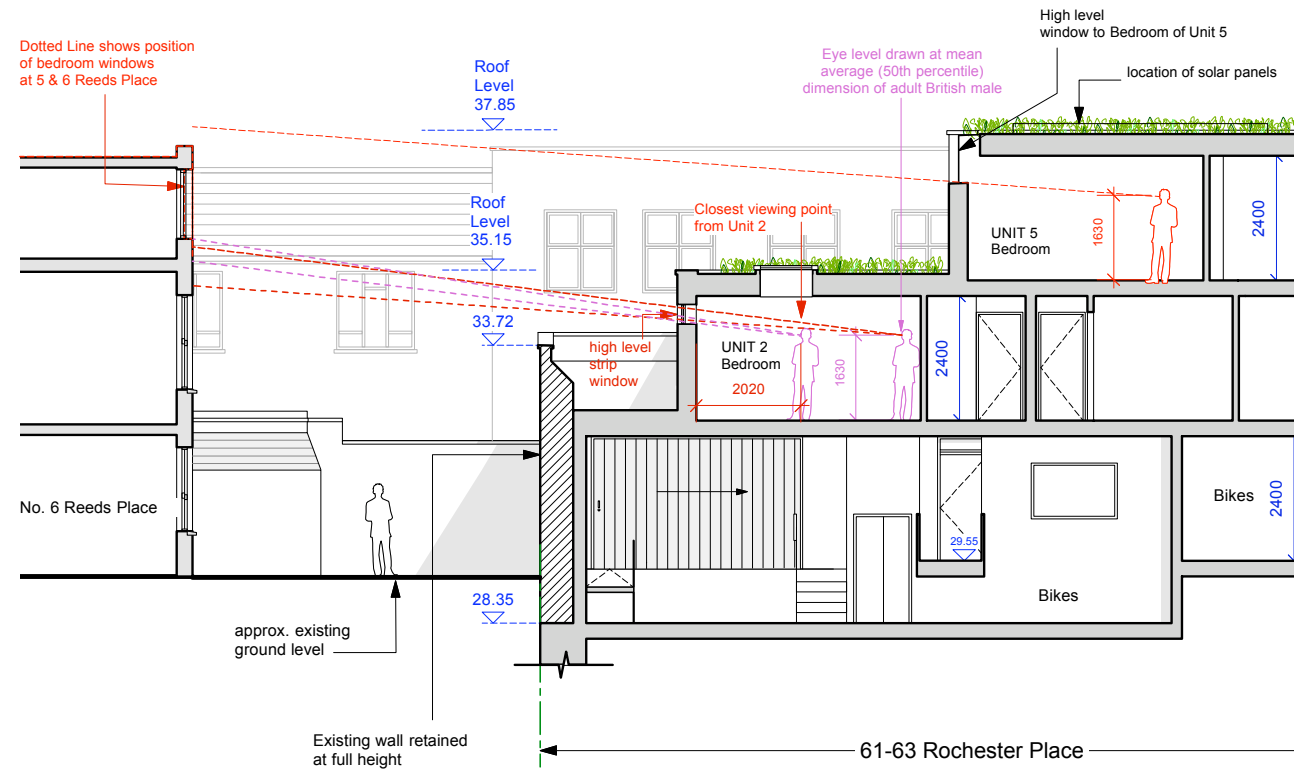 High level
window to Bedroom of Unit 5
Dotted Line shows position
of bedroom windows
at 5 & 6 Reeds Place
Eye level drawn at mean
average (50th percentile)
dimension of adult British male
location of solar panels
Roof
Level
37.85
Roof
Level
35.15
Closest viewing point
from Unit 2
UNIT 5
Bedroom
1630
2400
33.72
high level
strip
window
UNIT 2
Bedroom
2020
1630
2400
No. 6 Reeds Place
Bikes
2400
29.55
28.35
Bikes
approx. existing
ground level
Existing wall retained
at full height
61-63 Rochester Place